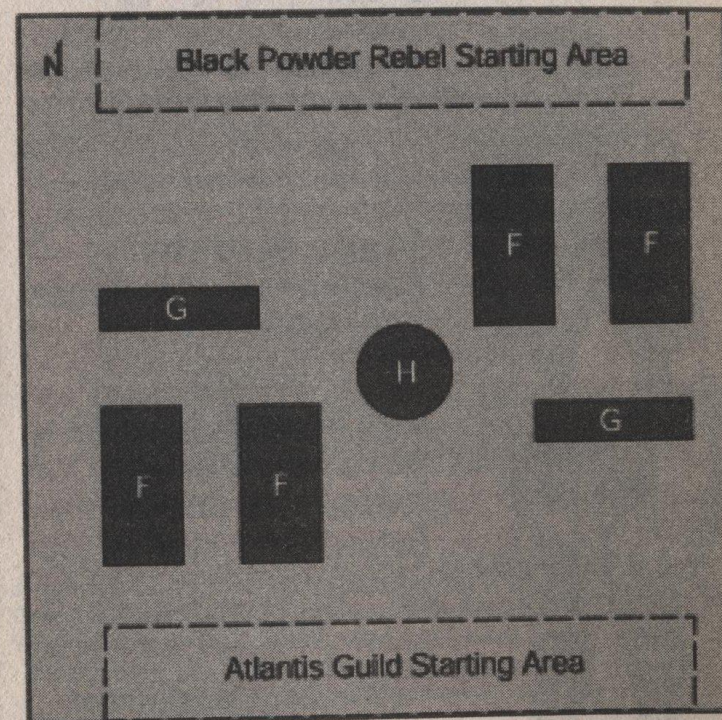 N
Black Powder Rebel Starting Area
F F
G
H
G
F F
Atlantis Guild Starting Area